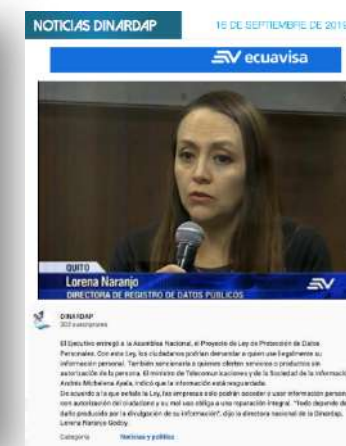 NOTICIAS DINARDAP
16 DE SEPTIEMBRE DE 2019
ecuavisa
QUITO
Lorena Naranjo
DIRECTORA DE REGISTRO DE DATOS PÚBLICOS
DINARDAP
suscriptores
El Ejecutivo entregó a la Asamblea Nacional, el Proyecto de Ley de Protección de Datos
Personales. Con esta Ley, los ciudadanos podrían demandar a quien use ilegalmente su
información personal. También sancionaría a quienes ofertan servicios o productos sin
autorización de la persona. El ministro de Telecomunicaciones y de la Sociedad de la Información
Andrés Michelena Ayala, indicó que la información está resguardada.
De acuerdo a lo que señala la Ley, las empresas solo podrán acceder y usar información person
con autorización del ciudadano y su mal uso obliga a una reparación integral. "Todo depende de
daño producido por la divulgación de su información", dijo la directora nacional de la Dinardap,
Lorena Naranjo Godoy.
Categoría Noticias y política